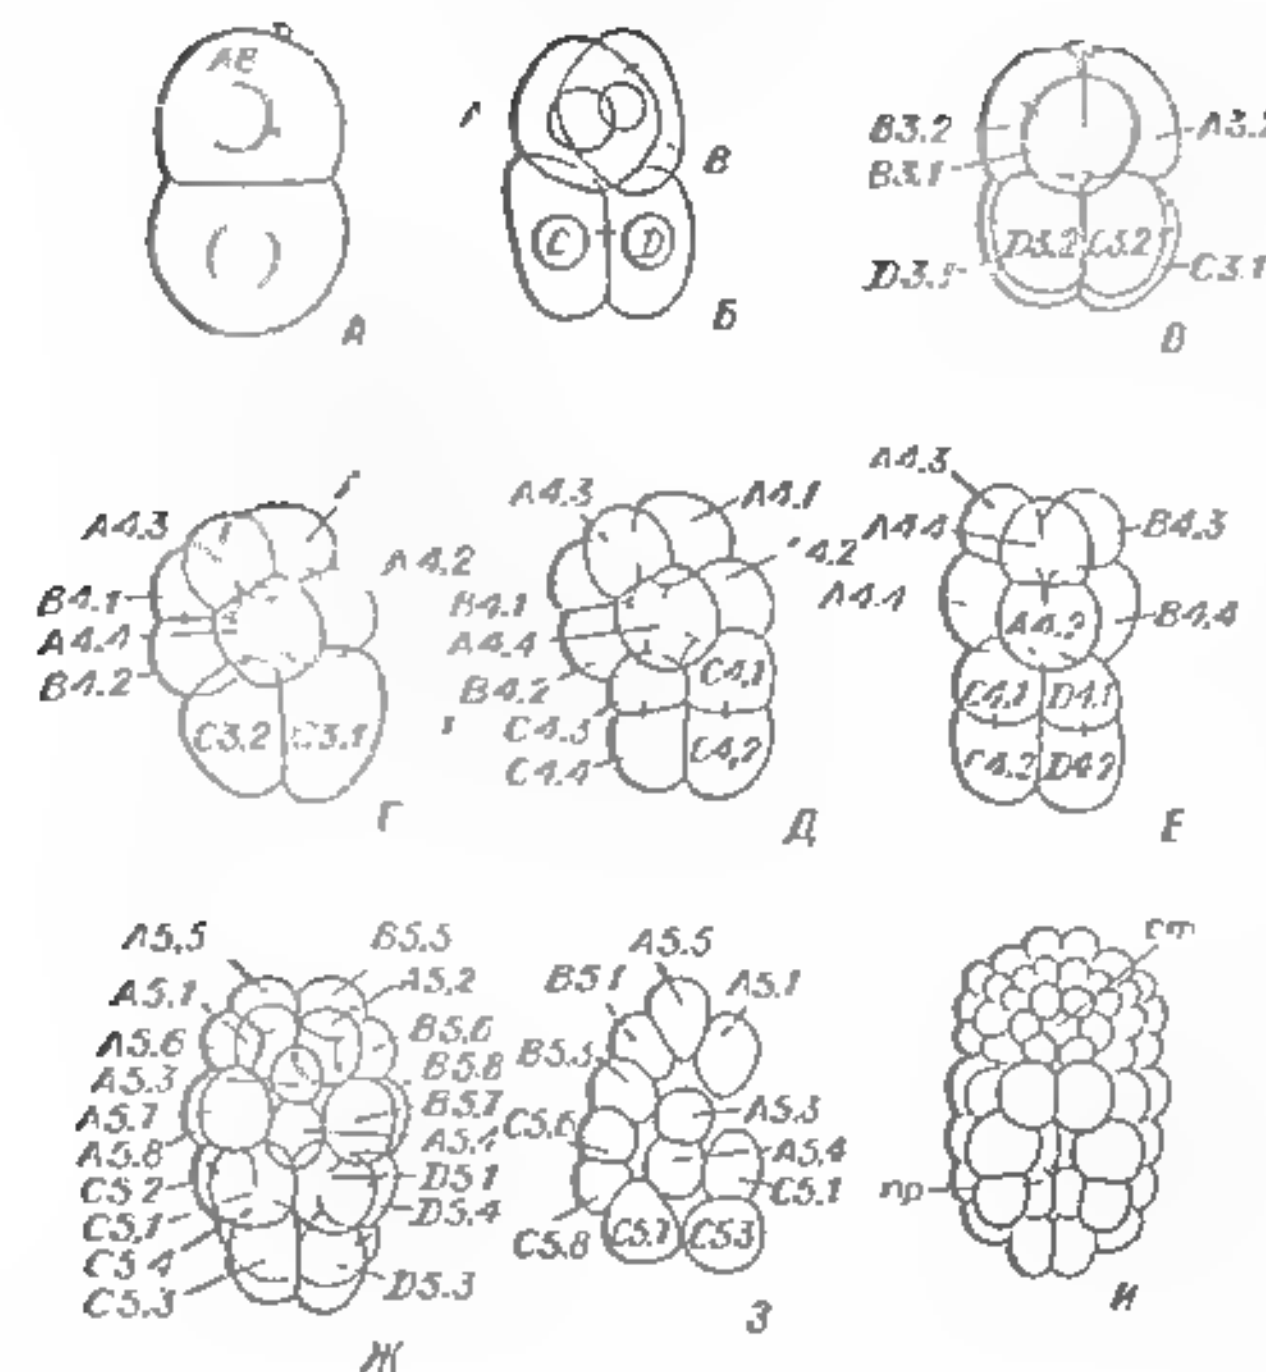 AB
А
A
B
C D
Б
B3.2
A3.2
B3.1
D3.2 C3.2
D3.1
C3.1
В
A4.3
A4.2
B4.1
A4.4
B4.2
C3.2 C3.1
Г
A4.3
A4.1
4.2
B4.1
A4.4
C4.1
B4.2
C4.3
C4.4
C4.2
Д
A4.3
A4.4
B4.3
A4.4
A4.2
B4.4
C4.1 D4.1
C4.2 D4.2
Е
A5.5
B5.5
A5.1
A5.2
A5.6
B5.6
A5.3
B5.8
A5.7
B5.7
A5.8
A5.4
C5.2
D5.1
C5.1
D5.4
C5.4
C5.3
D5.3
Ж
A5.5
B5.1
A5.1
B5.3
A5.3
C5.6
A5.4
C5.1
C5.8
C5.7 C5.3
З
пр
И